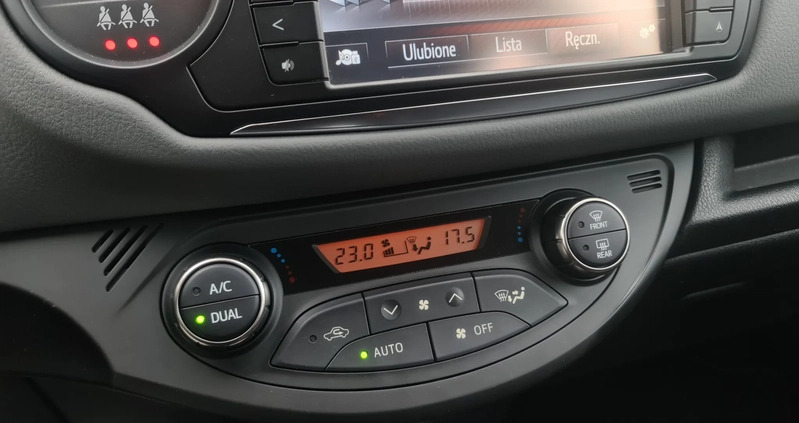 Ulubione Lista Ręczn.
23.0 17.5
FRONT
REAR
A/C
DUAL
AUTO
OFF